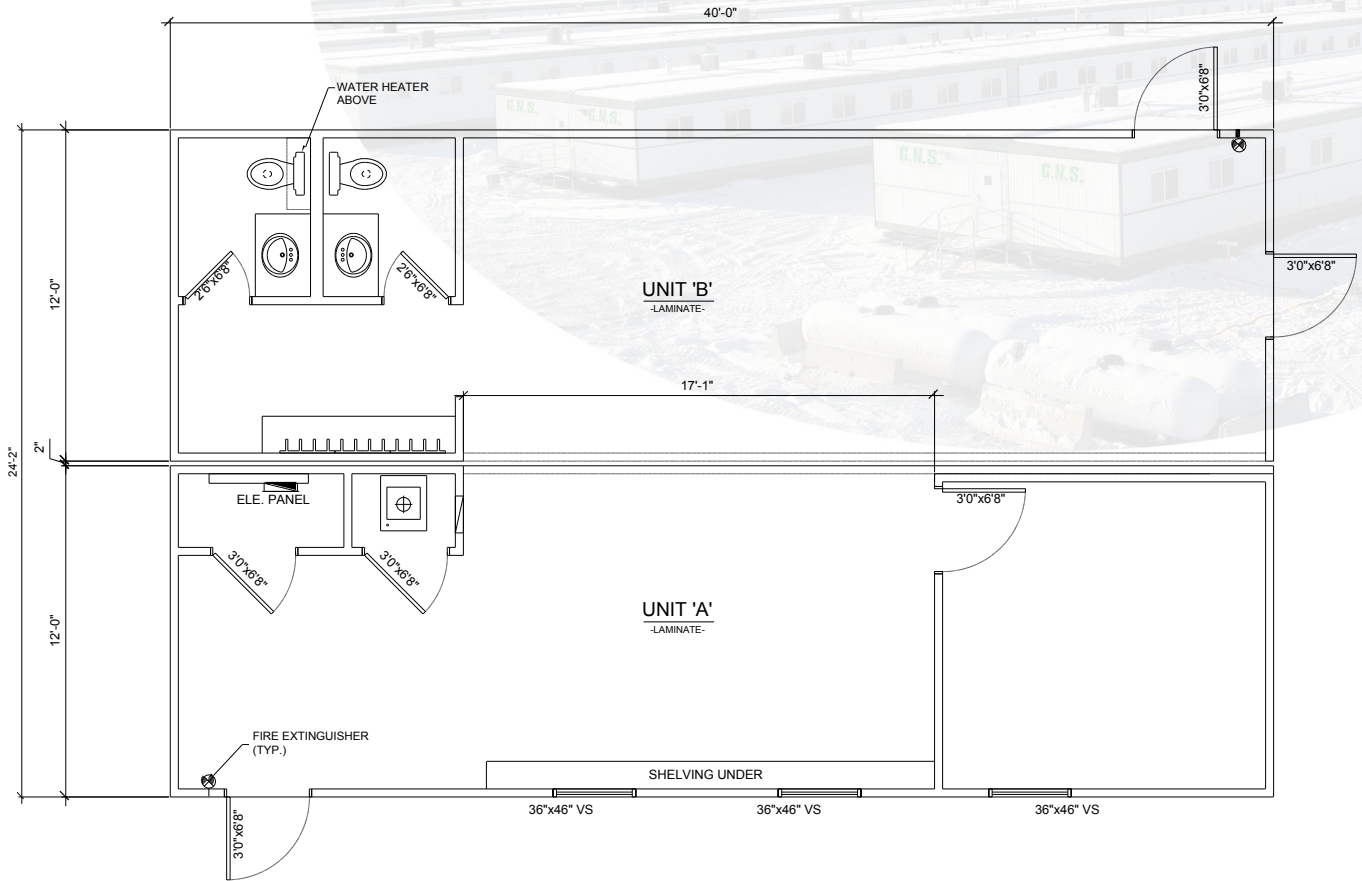 40'-0"
WATER HEATER
ABOVE
3'0"x6'8"
G.N.S.
G.N.S.
G.N.S.
G.N.S.
12'-0"
2'6"x6'8"
2'6"x6'8"
UNIT 'B'
-LAMINATE-
3'0"x6'8"
17'-1"
24'-2"
2"
ELE. PANEL
3'0"x6'8"
3'0"x6'8"
3'0"x6'8"
12'-0"
UNIT 'A'
-LAMINATE-
FIRE EXTINGUISHER
(TYP.)
SHELVING UNDER
3'0"x6'8"
36"x46" VS
36"x46" VS
36"x46" VS